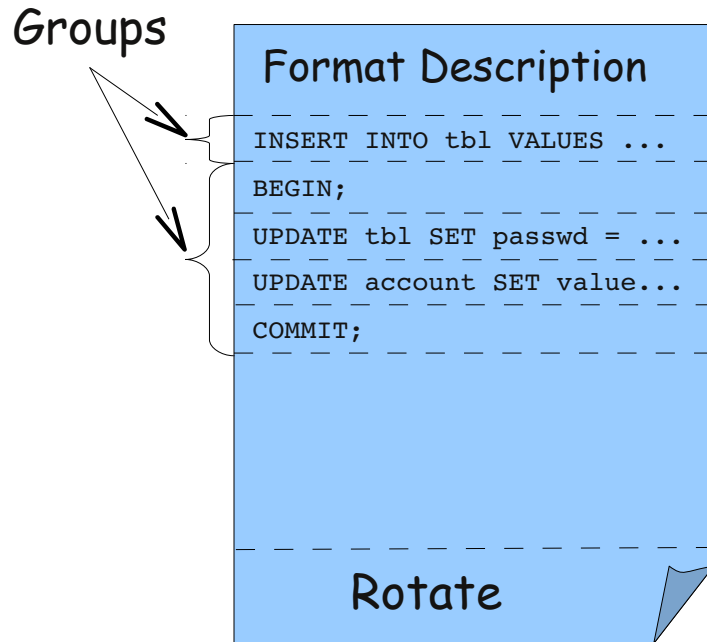 Groups
Format Description
INSERT INTO tbl VALUES ...
BEGIN;
UPDATE tbl SET passwd = ...
UPDATE account SET value...
COMMIT;
Rotate